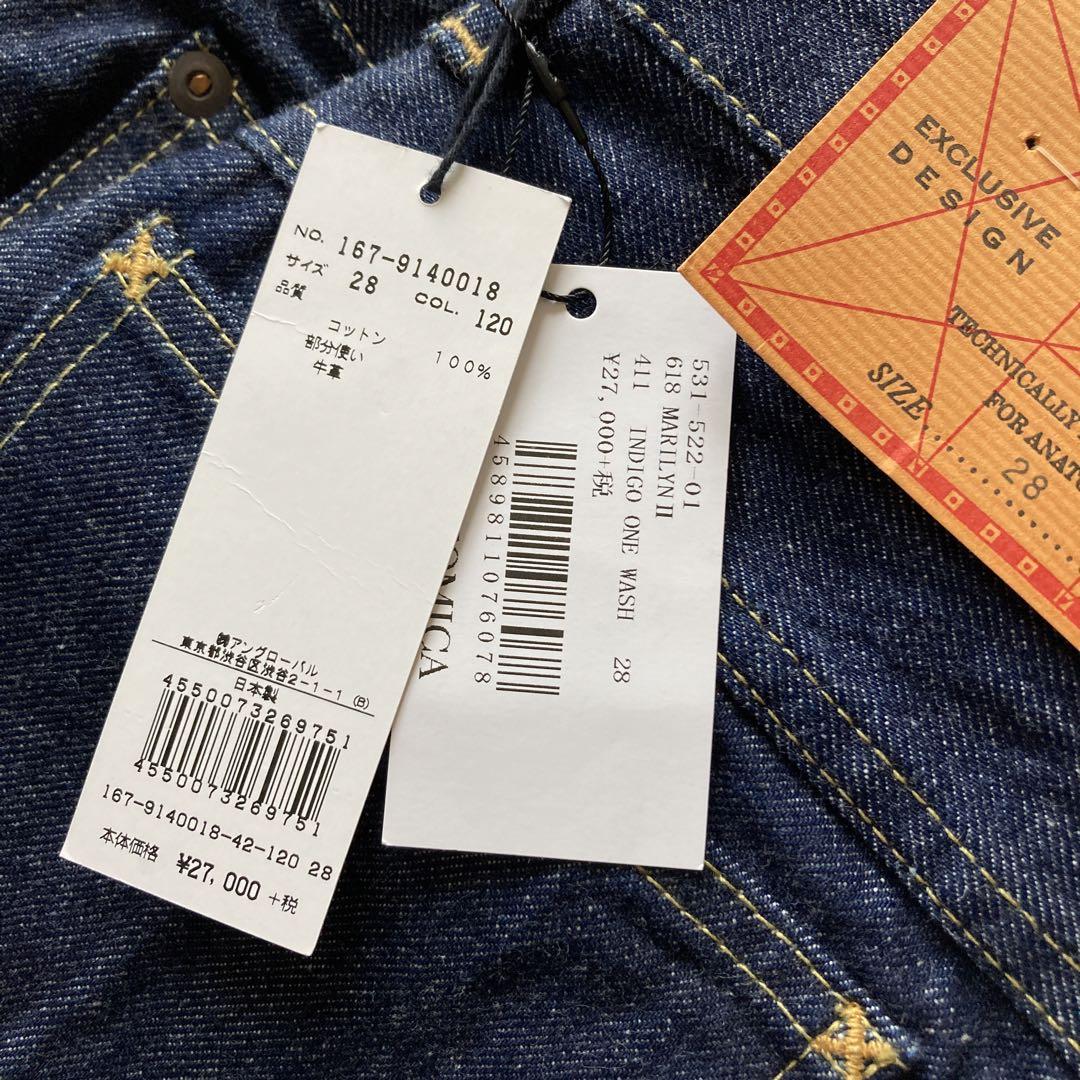 NO. 167-9140018
サイズ 28 COL. 120
品質
コットン 100%
部分使い
牛革
㈱アングローバル
東京都渋谷区渋谷2-1-1 (B)
日本製
4550073269751
4550073269751
167-9140018-42-120 28
本体価格 ¥27,000 +税
531-522-01
618 MARILYNⅡ
411 INDIGO ONE WASH 28
¥27,000+税
4589811076078
EXCLUSIVE
DESIGN
TECHNICALLY
FOR
SIZE 28